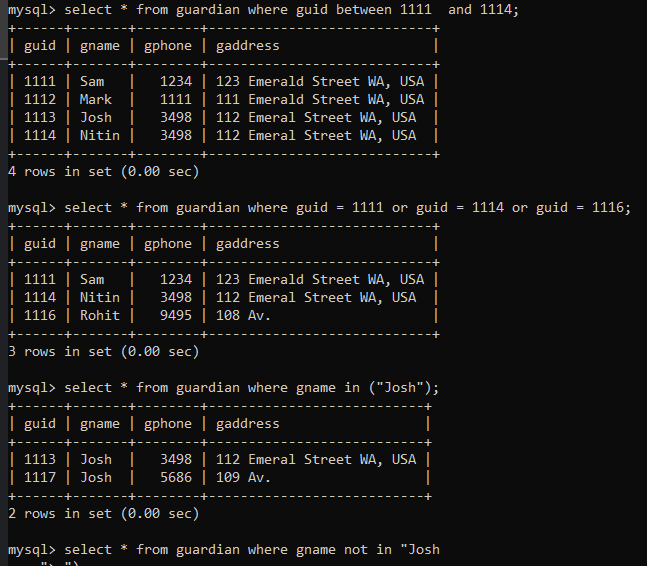 mysql> select * from guardian where guid between 1111  and 1114;
+------+-------+--------+----------------------------+
| guid | gname | gphone | gaddress                   |
+------+-------+--------+----------------------------+
| 1111 | Sam   |   1234 | 123 Emerald Street WA, USA |
| 1112 | Mark  |   1111 | 111 Emerald Street WA, USA |
| 1113 | Josh  |   3498 | 112 Emeral Street WA, USA  |
| 1114 | Nitin |   3498 | 112 Emeral Street WA, USA  |
+------+-------+--------+----------------------------+
4 rows in set (0.00 sec)
mysql> select * from guardian where guid = 1111 or guid = 1114 or guid = 1116;
+------+-------+--------+----------------------------+
| guid | gname | gphone | gaddress                   |
+------+-------+--------+----------------------------+
| 1111 | Sam   |   1234 | 123 Emerald Street WA, USA |
| 1114 | Nitin |   3498 | 112 Emeral Street WA, USA  |
| 1116 | Rohit |   9495 | 108 Av.                    |
+------+-------+--------+----------------------------+
3 rows in set (0.00 sec)
mysql> select * from guardian where gname in ("Josh");
+------+-------+--------+---------------------------+
| guid | gname | gphone | gaddress                  |
+------+-------+--------+---------------------------+
| 1113 | Josh  |   3498 | 112 Emeral Street WA, USA |
| 1117 | Josh  |   5686 | 109 Av.                   |
+------+-------+--------+---------------------------+
2 rows in set (0.00 sec)
mysql> select * from guardian where gname not in "Josh